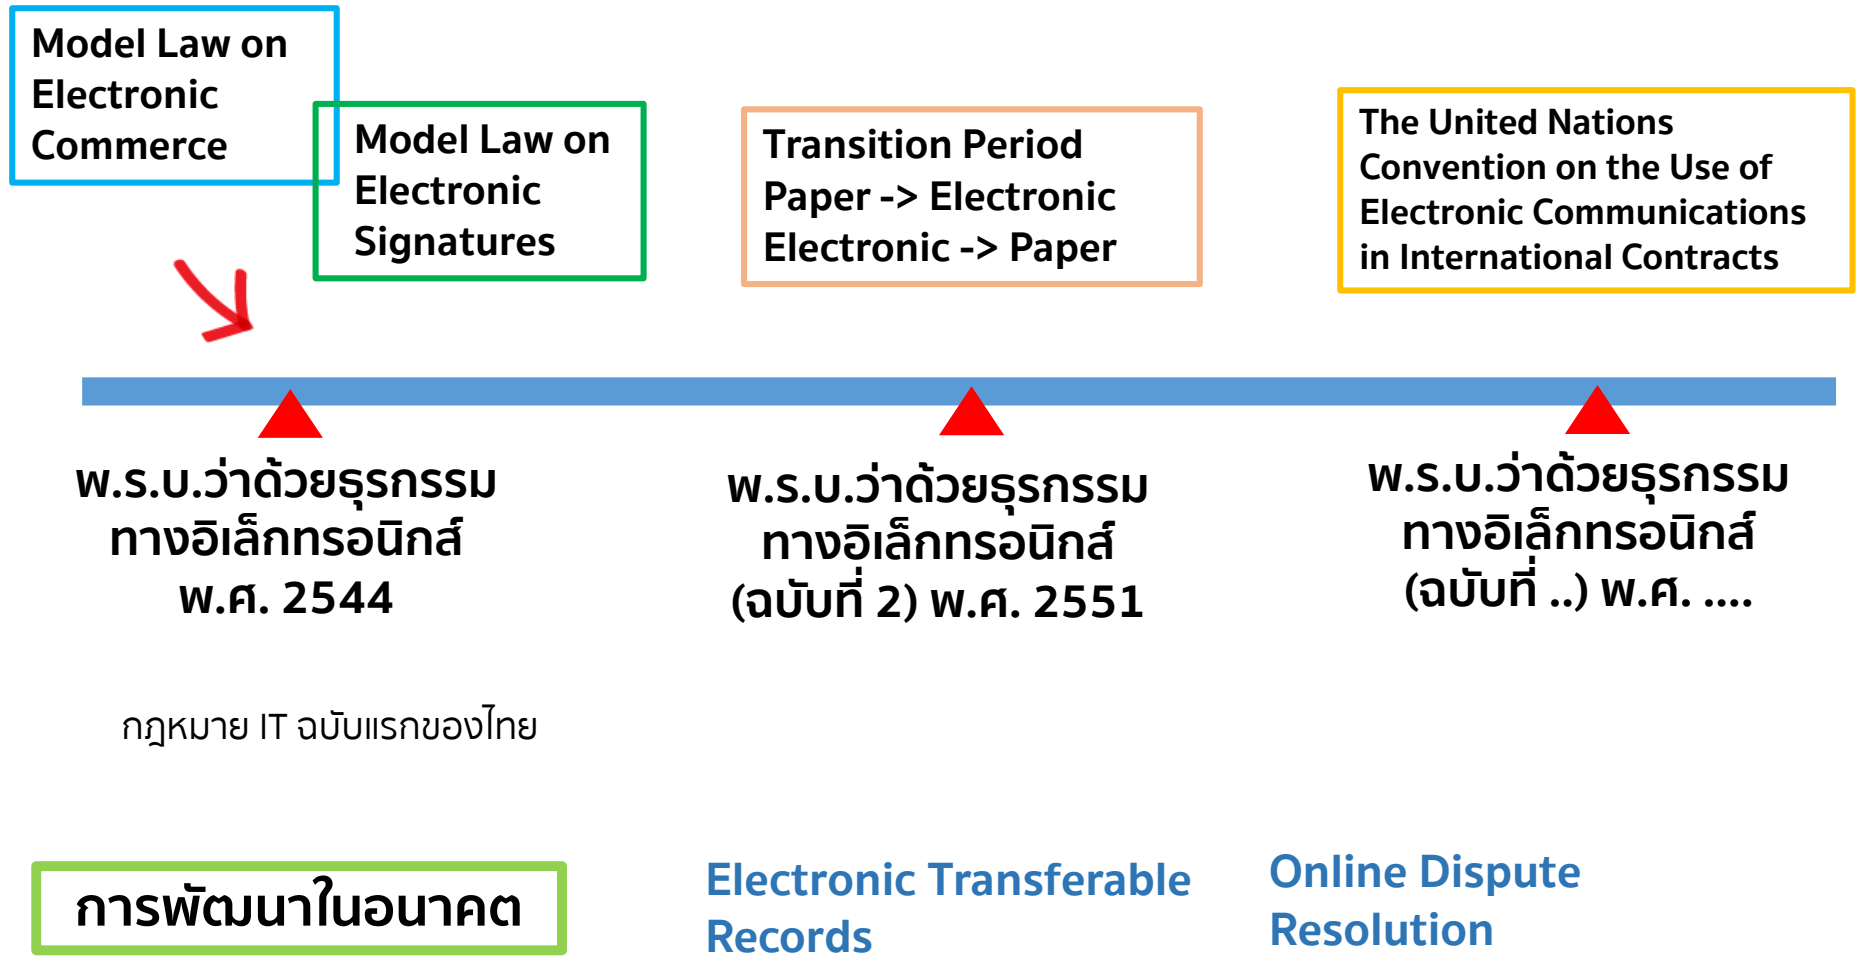 Model Law on
Electronic
Commerce
Model Law on
Electronic
Signatures
Transition Period
Paper -> Electronic
Electronic -> Paper
The United Nations
Convention on the Use of
Electronic Communications
in International Contracts
พ.ร.บ.ว่าด้วยธุรกรรม
ทางอิเล็กทรอนิกส์
พ.ศ. 2544
พ.ร.บ.ว่าด้วยธุรกรรม
ทางอิเล็กทรอนิกส์
(ฉบับที่ 2) พ.ศ. 2551
พ.ร.บ.ว่าด้วยธุรกรรม
ทางอิเล็กทรอนิกส์
(ฉบับที่ ..) พ.ศ. ....
กฎหมาย IT ฉบับแรกของไทย
การพัฒนาในอนาคต
Electronic Transferable
Records
Online Dispute
Resolution